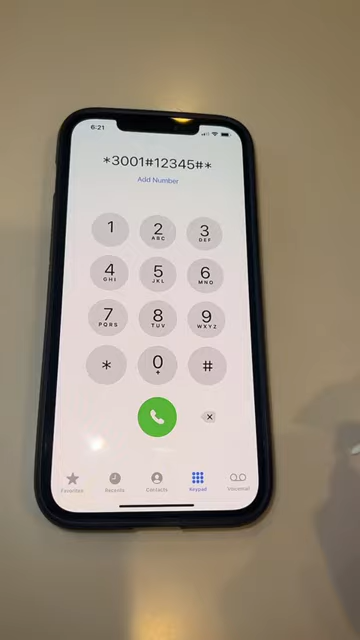 6:21
*3001#12345#*
Add Number
1
2
ABC
3
DEF
4
GHI
5
JKL
6
MNO
7
PQRS
8
TUV
9
WXYZ
*
0
+
#
Favorites
Recents
Contacts
Keypad
Voicemail